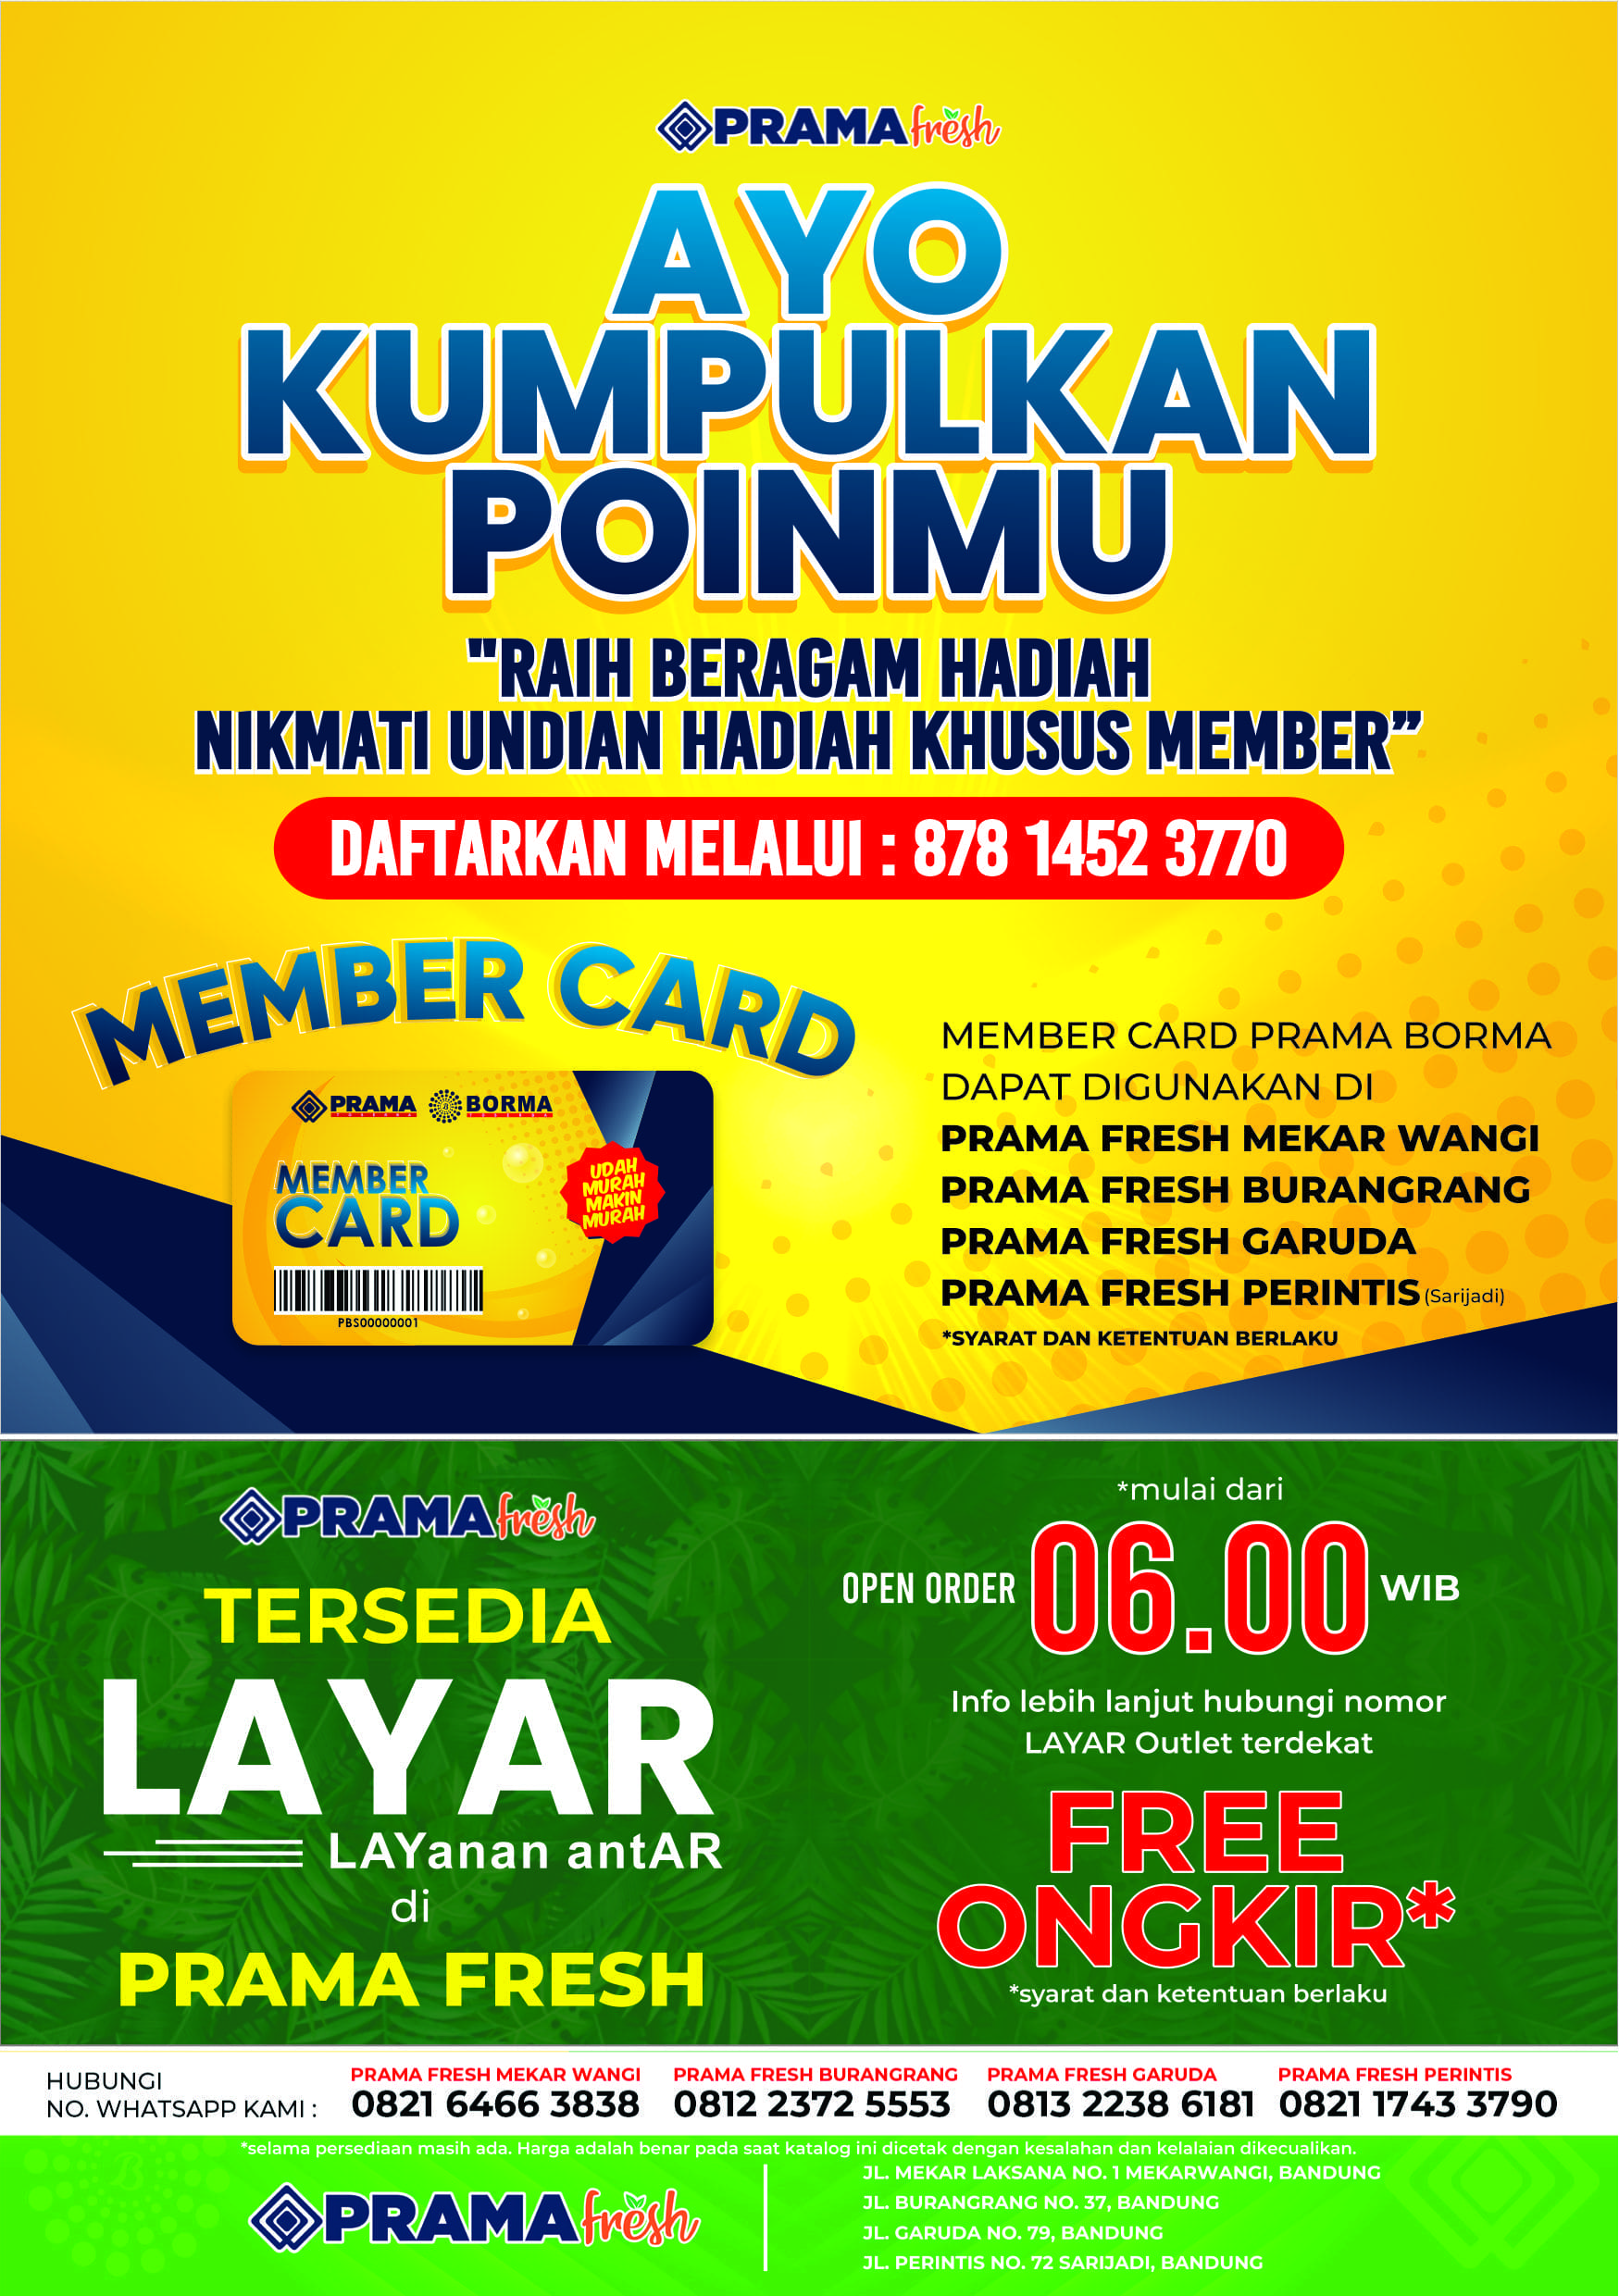 PRAMA fresh
AYO
KUMPULKAN
POINMU
"RAIH BERAGAM HADIAH
NIKMATI UNDIAN HADIAH KHUSUS MEMBER”
DAFTARKAN MELALUI : 878 1452 3770
MEMBER CARD
PRAMA BORMA
MEMBER
CARD
UDAH
MURAH
MAKIN
MURAH
PBS00000001
MEMBER CARD PRAMA BORMA
DAPAT DIGUNAKAN DI
PRAMA FRESH MEKAR WANGI
PRAMA FRESH BURANGRANG
PRAMA FRESH GARUDA
PRAMA FRESH PERINTIS (Sarijadi)
*SYARAT DAN KETENTUAN BERLAKU
PRAMA fresh
TERSEDIA
LAYAR
LAYanan antAR
di
PRAMA FRESH
*mulai dari
OPEN ORDER 06.00 WIB
Info lebih lanjut hubungi nomor
LAYAR Outlet terdekat
FREE
ONGKIR*
*syarat dan ketentuan berlaku
HUBUNGI
NO. WHATSAPP KAMI :
PRAMA FRESH MEKAR WANGI
0821 6466 3838
PRAMA FRESH BURANGRANG
0812 2372 5553
PRAMA FRESH GARUDA
0813 2238 6181
PRAMA FRESH PERINTIS
0821 1743 3790
*selama persediaan masih ada. Harga adalah benar pada saat katalog ini dicetak dengan kesalahan dan kelalaian dikecualikan.
PRAMA fresh
JL. MEKAR LAKSANA NO. 1 MEKARWANGI, BANDUNG
JL. BURANGRANG NO. 37, BANDUNG
JL. GARUDA NO. 79, BANDUNG
JL. PERINTIS NO. 72 SARIJADI, BANDUNG